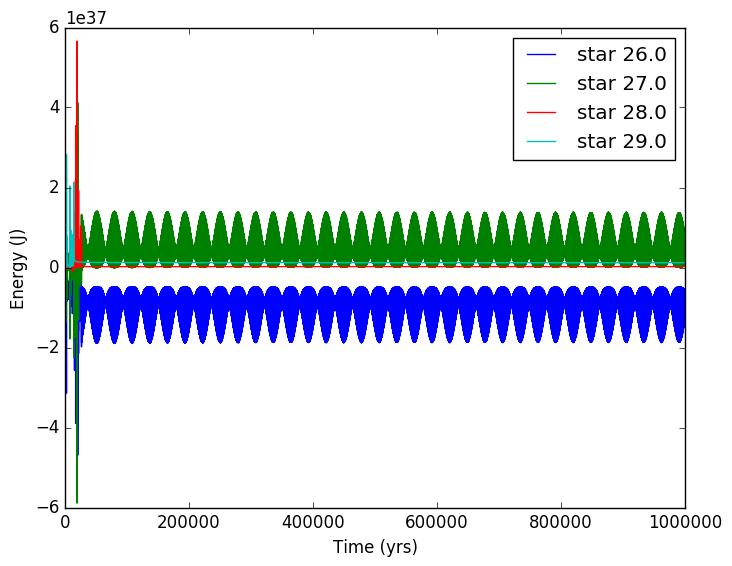 1e37
6
4
2
0
−2
−4
−6
Energy (J)
star 26.0
star 27.0
star 28.0
star 29.0
0 200000 400000 600000 800000 1000000
Time (yrs)